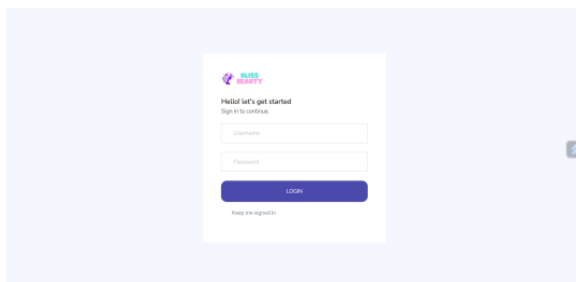 BLISS
BEAUTY
Hello! let's get started
Sign in to continue.
Username
Password
LOGIN
Keep me signed in